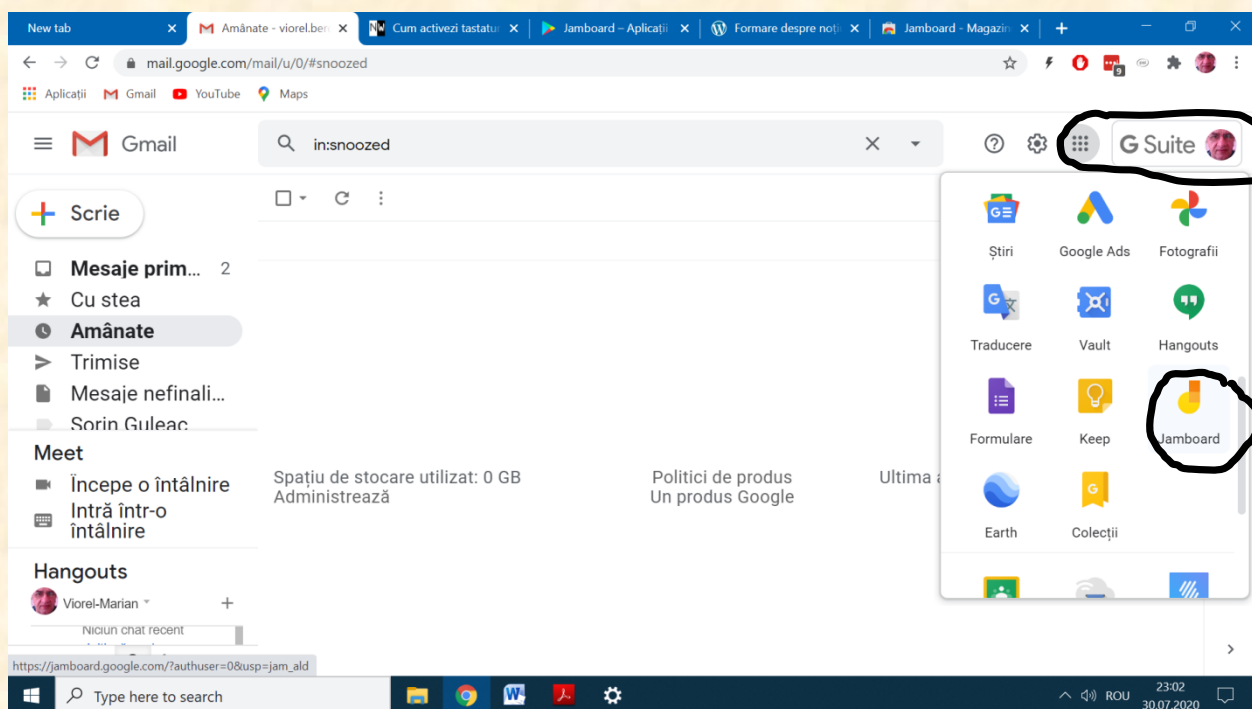 New tab
Amânate - viorel.ber
Cum activezi tastatu
Jamboard – Aplicații
Formare despre noți
Jamboard - Magazin
mail.google.com/mail/u/0/#snoozed
9
Aplicații
Gmail
YouTube
Maps
Gmail
in:snoozed
G Suite
Scrie
Mesaje prim... 2
Cu stea
Amânate
Trimise
Mesaje nefinali...
Sorin Guleac
Meet
Începe o întâlnire
Intră într-o
întâlnire
Hangouts
Viorel-Marian
Niciun chat recent
Spațiu de stocare utilizat: 0 GB
Administrează
Politici de produs
Un produs Google
Ultima
Știri
Google Ads
Fotografii
Traducere
Vault
Hangouts
Formulare
Keep
Jamboard
Earth
Colecții
https://jamboard.google.com/?authuser=0&usp=jam_ald
Type here to search
ROU
23:02
30.07.2020